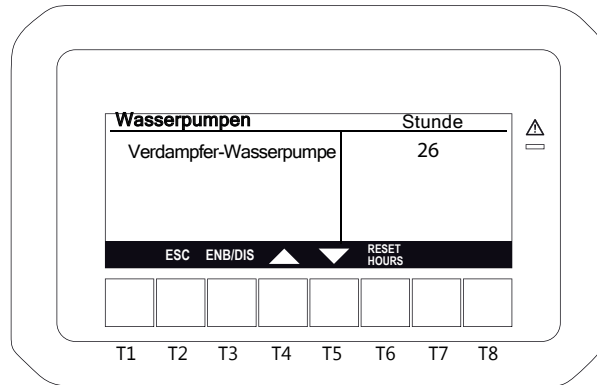 Wasserpumpen Stunde
Verdampfer-Wasserpumpe 26
ESC ENB/DIS RESET
HOURS
T1 T2 T3 T4 T5 T6 T7 T8